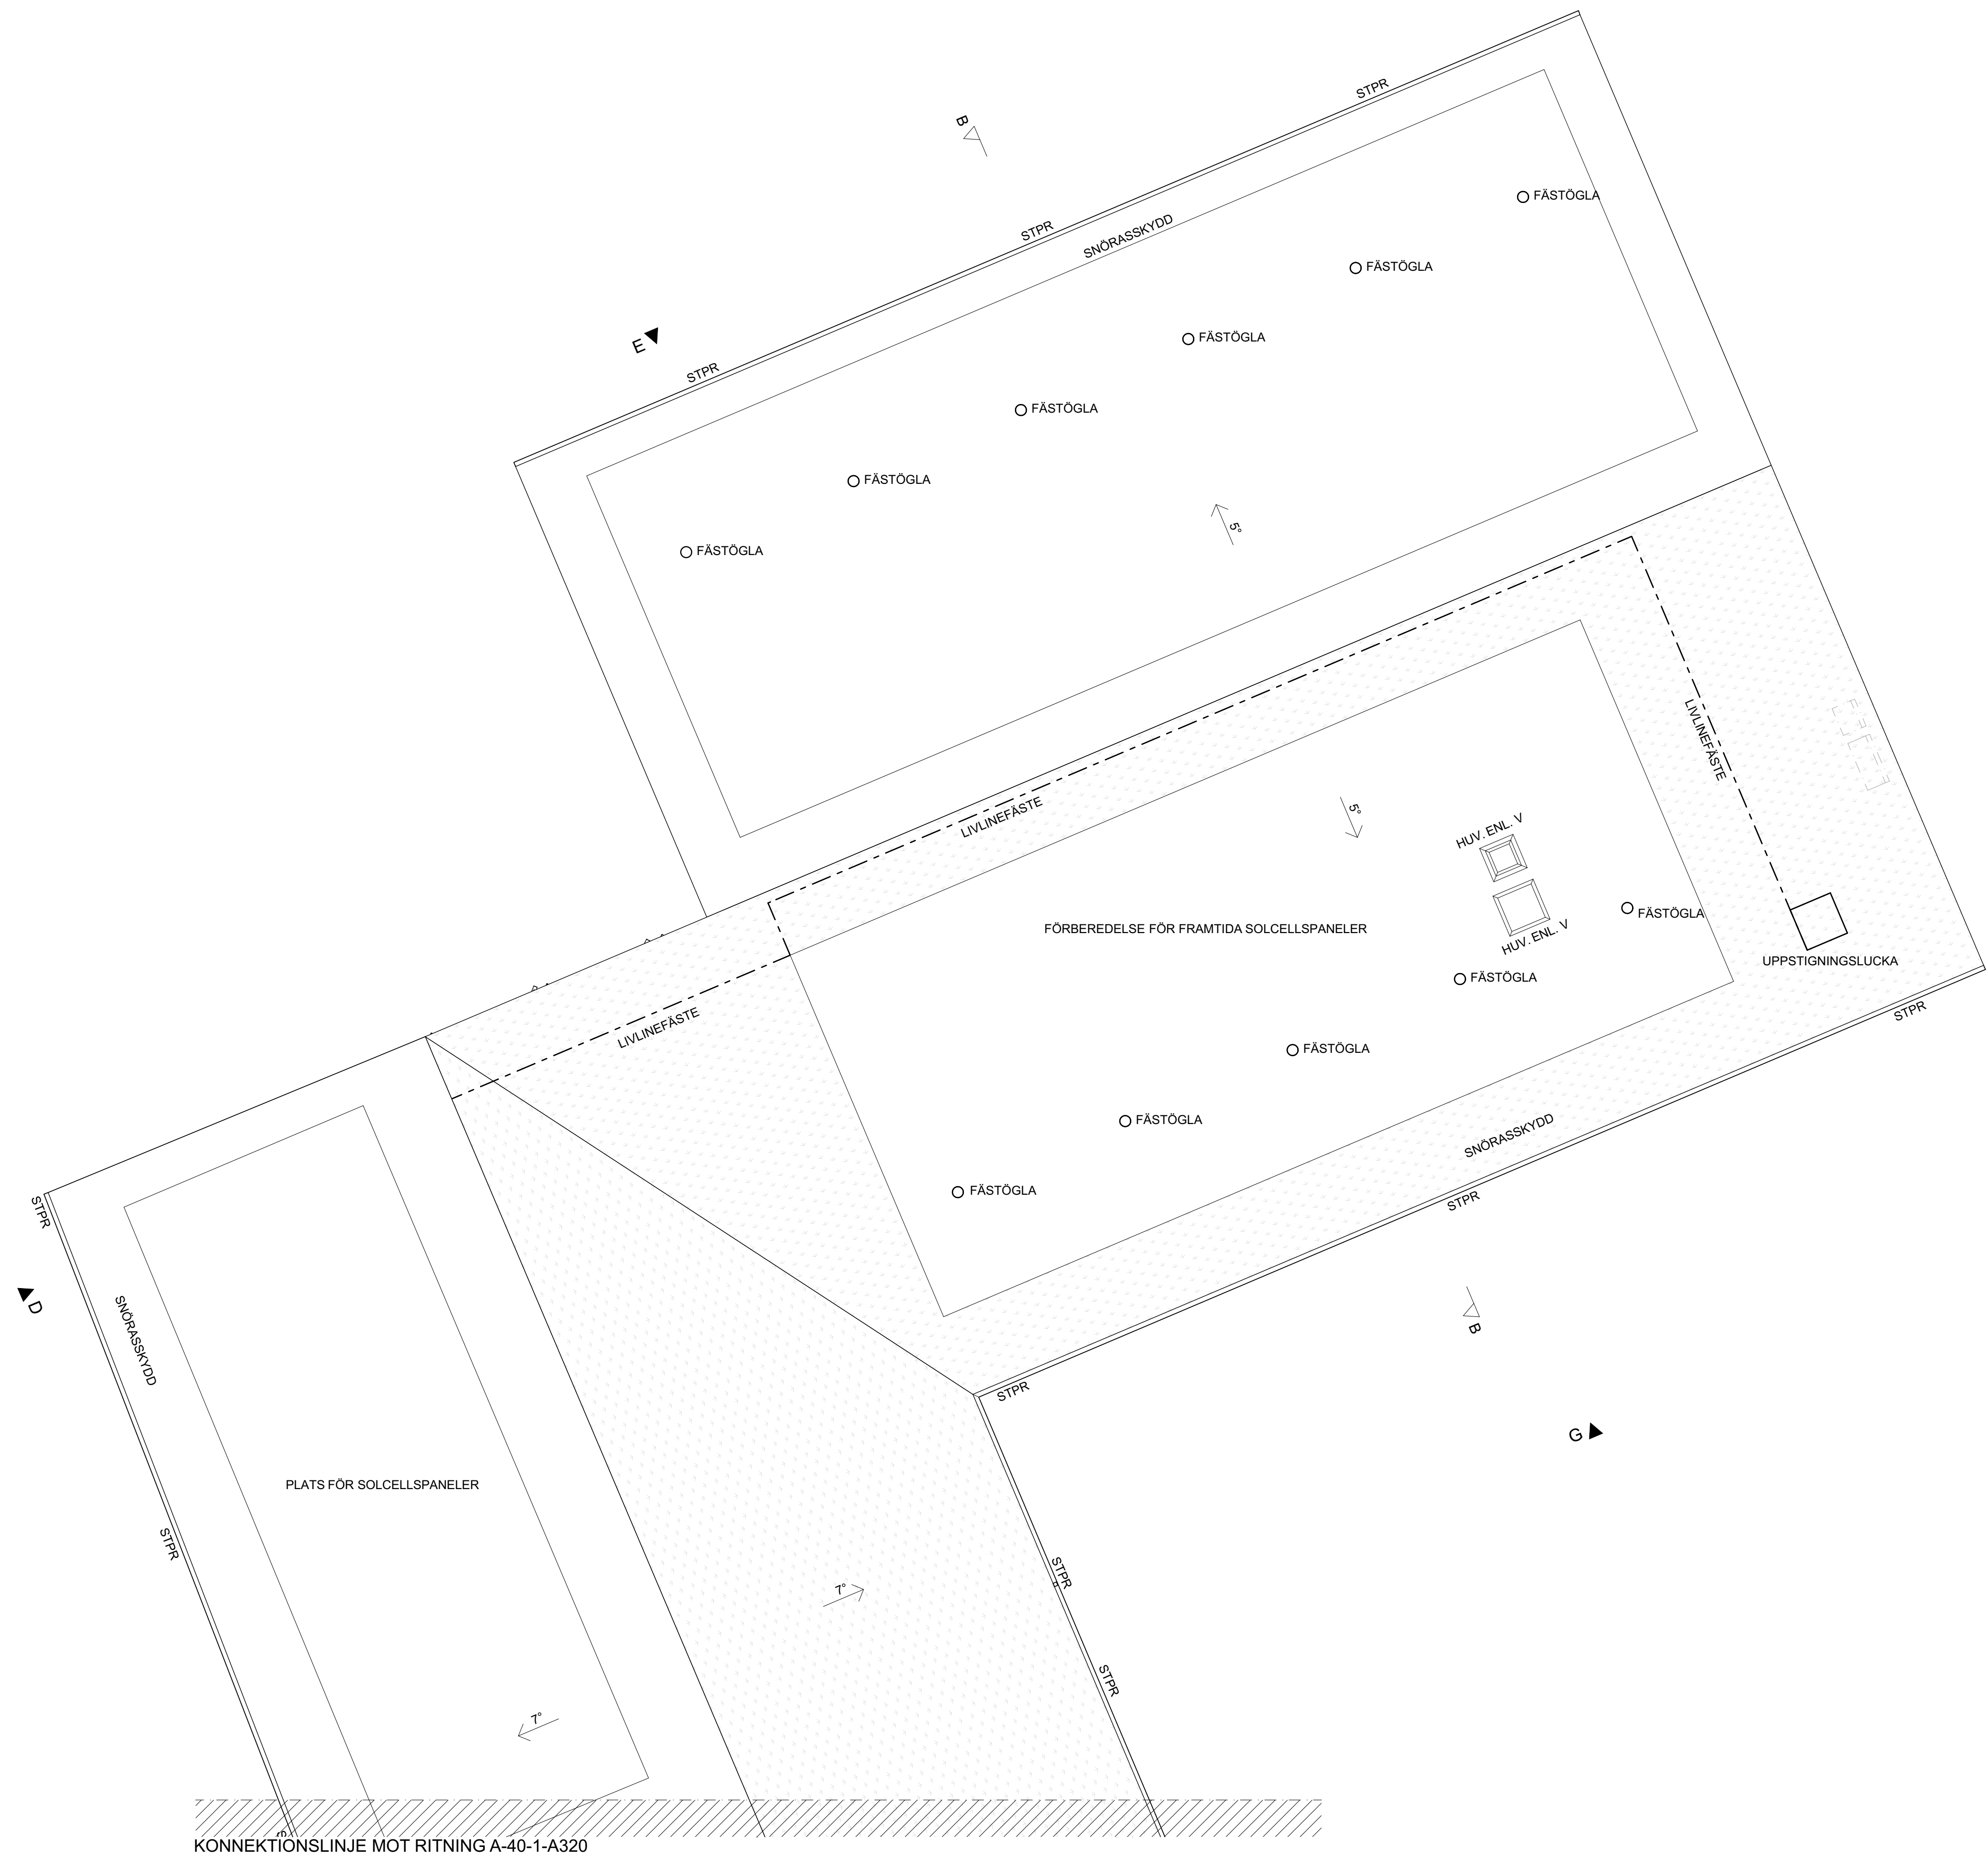 STPR
B
FÄSTÖGLA
SNÖRASSKYDD
STPR
FÄSTÖGLA
E
FÄSTÖGLA
STPR
FÄSTÖGLA
FÄSTÖGLA
5°
FÄSTÖGLA
LIVLINEFÄSTE
LIVLINEFÄSTE
5°
HUV. ENL. V
FÄSTÖGLA
FÖRBEREDELSE FÖR FRAMTIDA SOLCELLSPANELER
HUV. ENL. V
UPPSTIGNINGSLUCKA
FÄSTÖGLA
STPR
LIVLINEFÄSTE
FÄSTÖGLA
FÄSTÖGLA
SNÖRASSKYDD
FÄSTÖGLA
STPR
STPR
D
SNÖRASSKYDD
B
STPR
G
PLATS FÖR SOLCELLSPANELER
STPR
STPR
7°
STPR
7°
KONNEKTIONSLINJE MOT RITNING A-40-1-A320